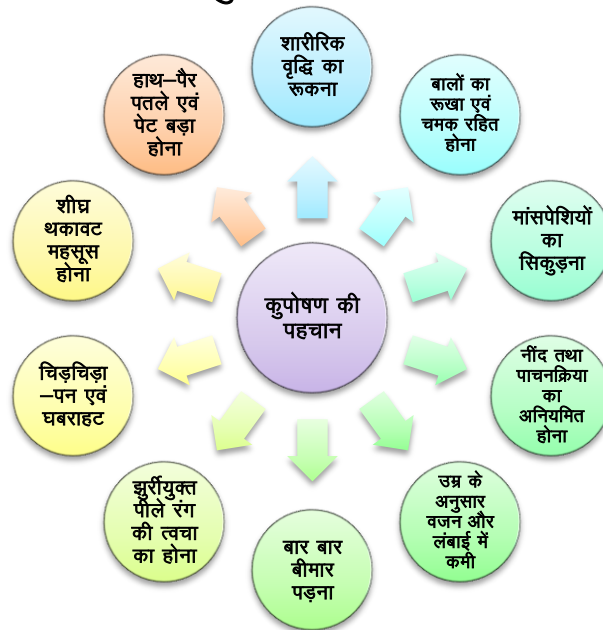 शारीरिक
वृद्धि का
रूकना
बालों का
रूखा एवं
चमक रहित
होना
मांसपेशियों
का
सिकुड़ना
नींद तथा
पाचनक्रिया
का
अनियमित
होना
उम्र के
अनुसार
वजन और
लंबाई में
कमी
बार बार
बीमार
पड़ना
झुर्रीयुक्त
पीले रंग
की त्वचा
का होना
चिड़चिड़ा
–पन एवं
घबराहट
शीघ्र
थकावट
महसूस
होना
हाथ–पैर
पतले एवं
पेट बड़ा
होना
कुपोषण की
पहचान